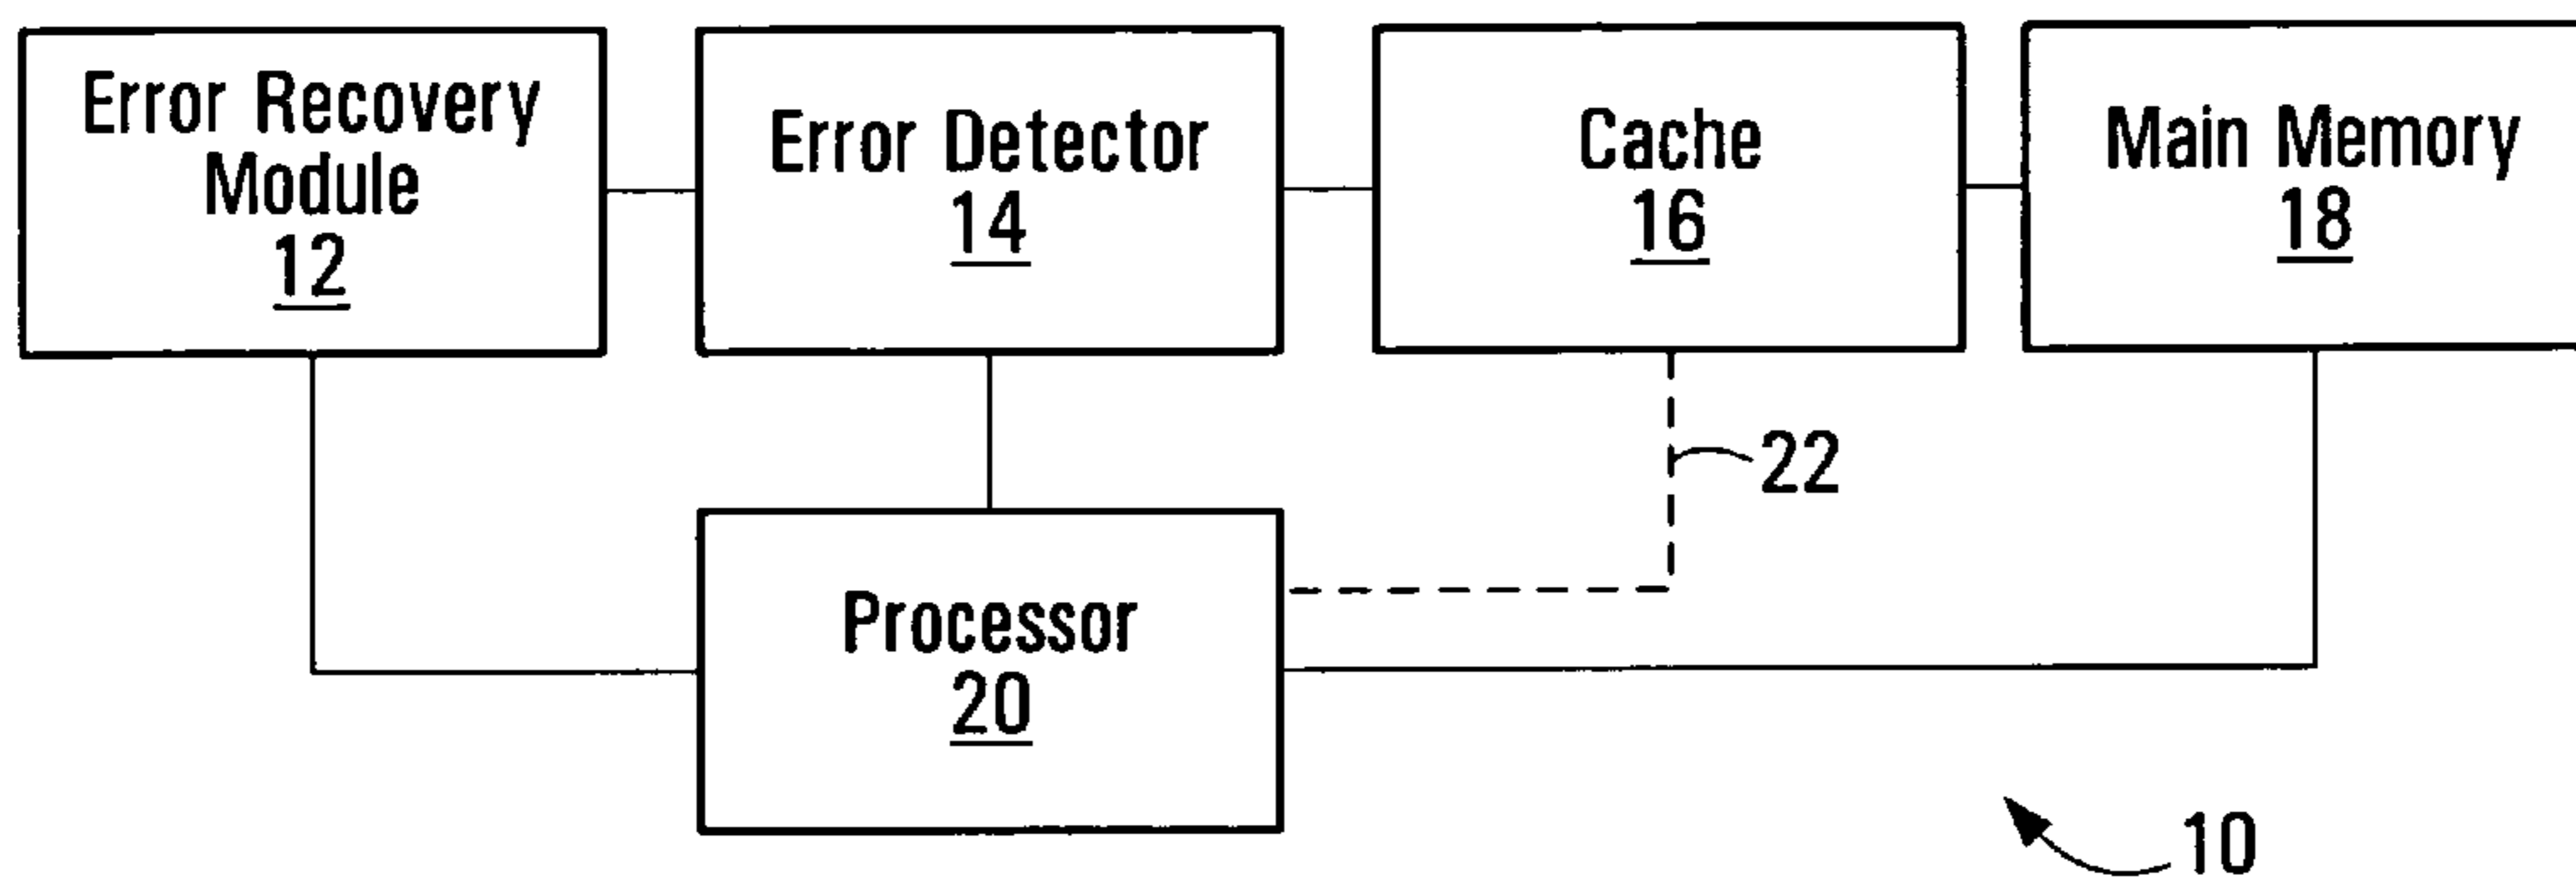 Error Recovery
Module
12
Error Detector
14
Cache
16
Main Memory
18
22
Processor
20
10